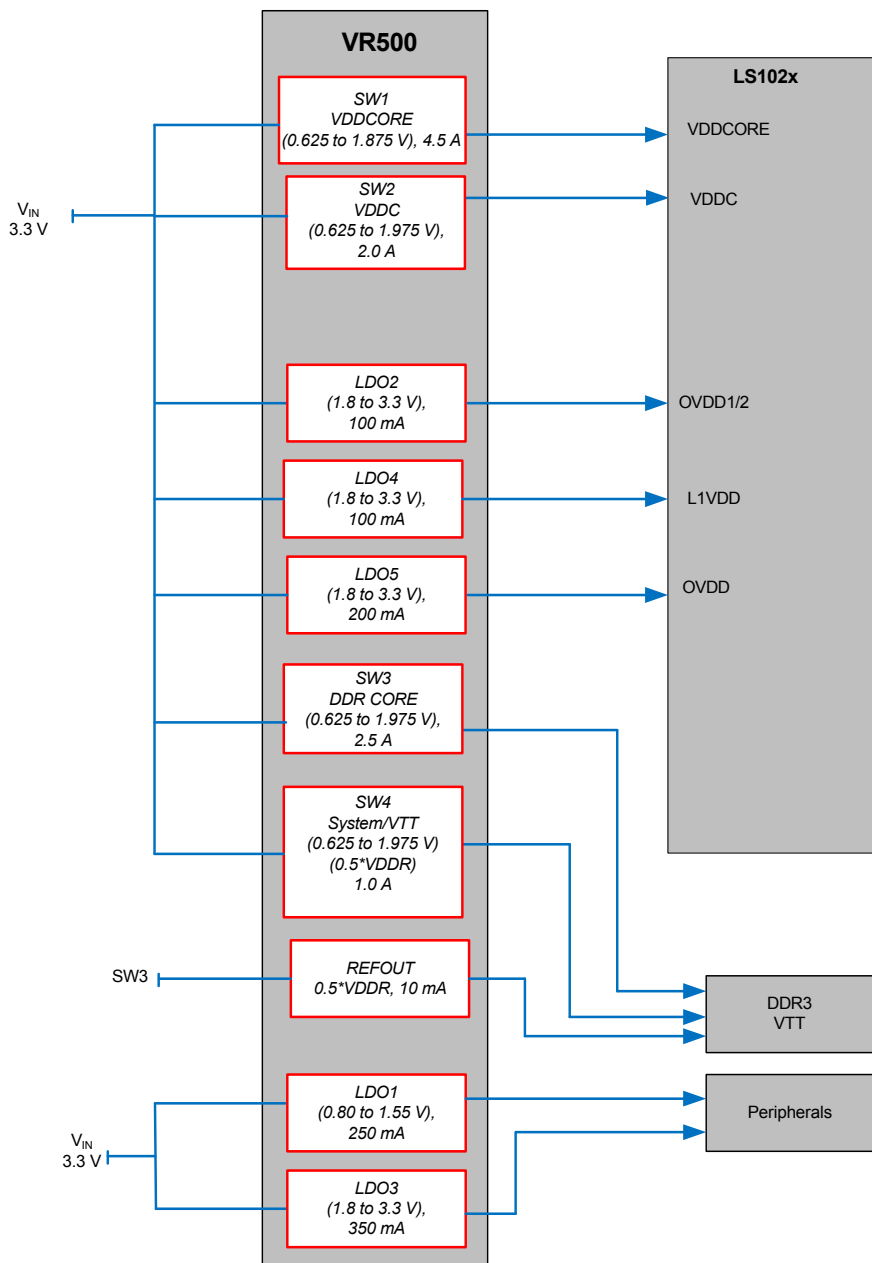 VR500
LS102x
SW1
VDDCORE
(0.625 to 1.875 V), 4.5 A
VDDCORE
SW2
VDDC
(0.625 to 1.975 V),
2.0 A
VDDC
VIN
3.3 V
LDO2
(1.8 to 3.3 V),
100 mA
OVDD1/2
LDO4
(1.8 to 3.3 V),
100 mA
L1VDD
LDO5
(1.8 to 3.3 V),
200 mA
OVDD
SW3
DDR CORE
(0.625 to 1.975 V),
2.5 A
SW4
System/VTT
(0.625 to 1.975 V)
(0.5*VDDR)
1.0 A
SW3
REFOUT
0.5*VDDR, 10 mA
DDR3
VTT
LDO1
(0.80 to 1.55 V),
250 mA
Peripherals
VIN
3.3 V
LDO3
(1.8 to 3.3 V),
350 mA